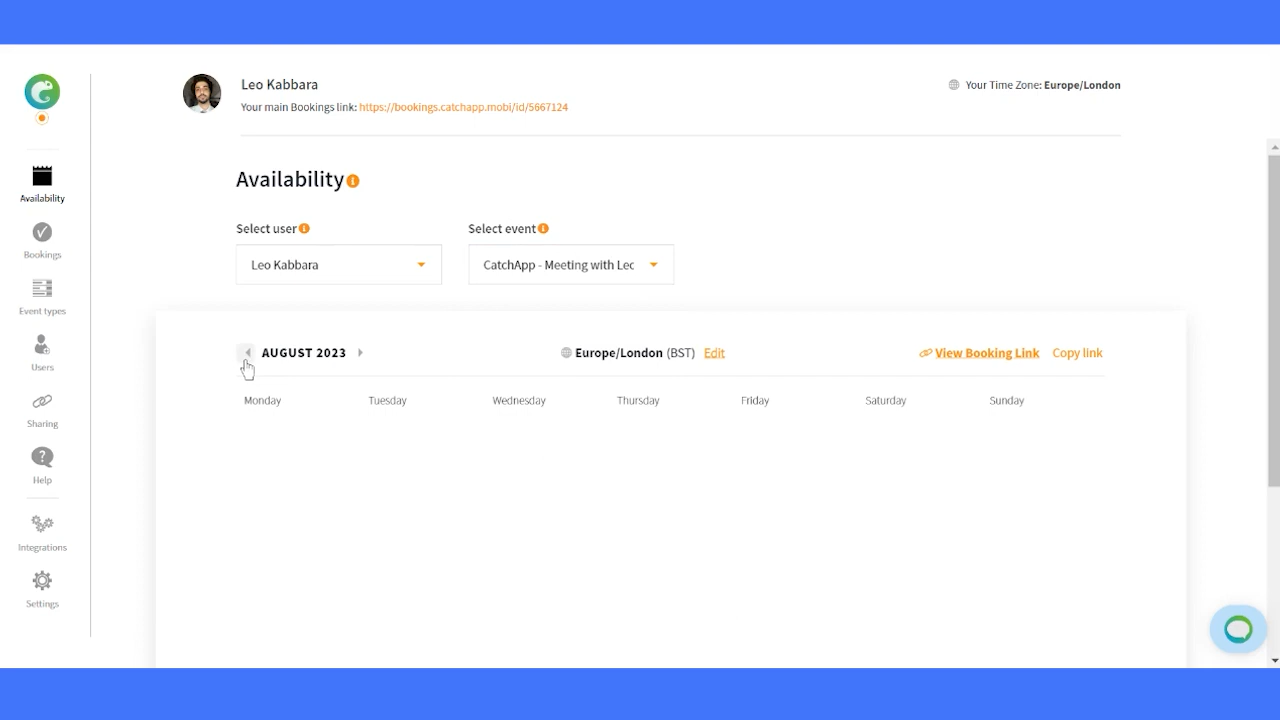 Leo Kabbara
Your main Bookings link: https://bookings.catchapp.mobi/id/5667124
Your Time Zone: Europe/London
Availability
Bookings
Event types
Users
Sharing
Help
Integrations
Settings
Availability
Select user
Select event
Leo Kabbara
CatchApp - Meeting with Leo
AUGUST 2023
Europe/London (BST) Edit
View Booking Link Copy link
Monday Tuesday Wednesday Thursday Friday Saturday Sunday